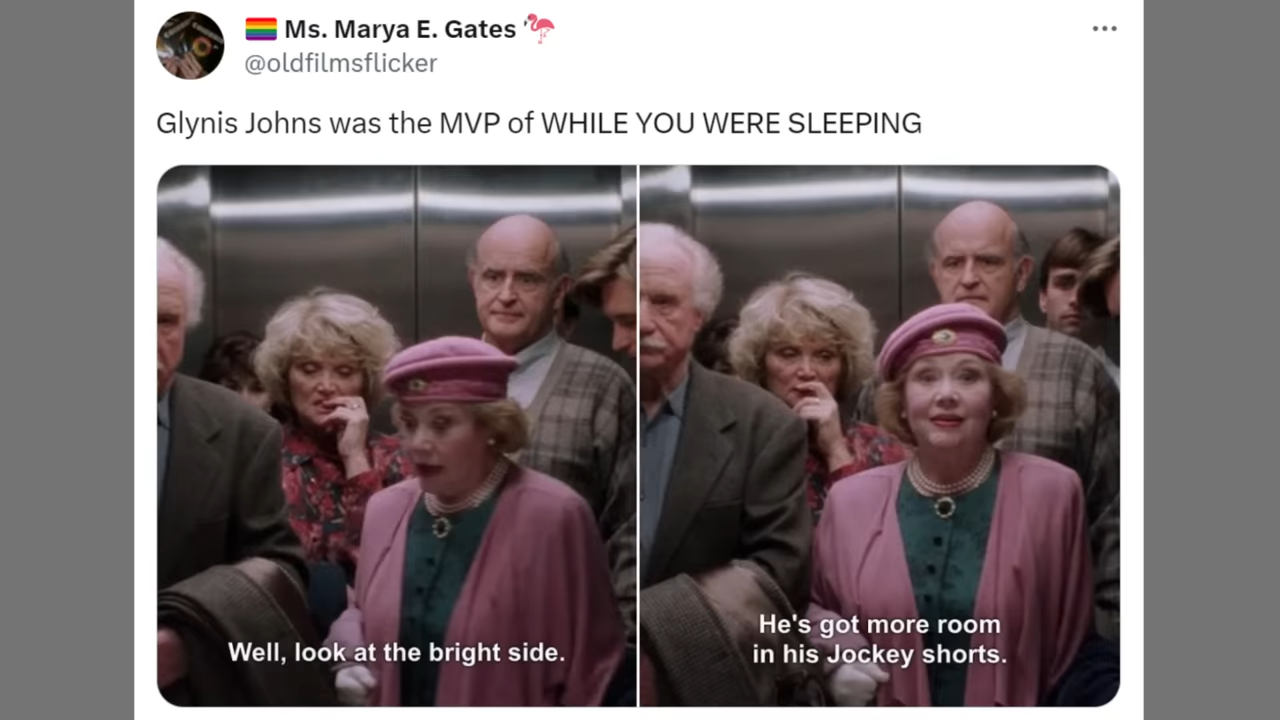 🏳️‍🌈 Ms. Marya E. Gates 🦩
@oldfilmsflicker
Glynis Johns was the MVP of WHILE YOU WERE SLEEPING
Well, look at the bright side.
He's got more room
in his Jockey shorts.